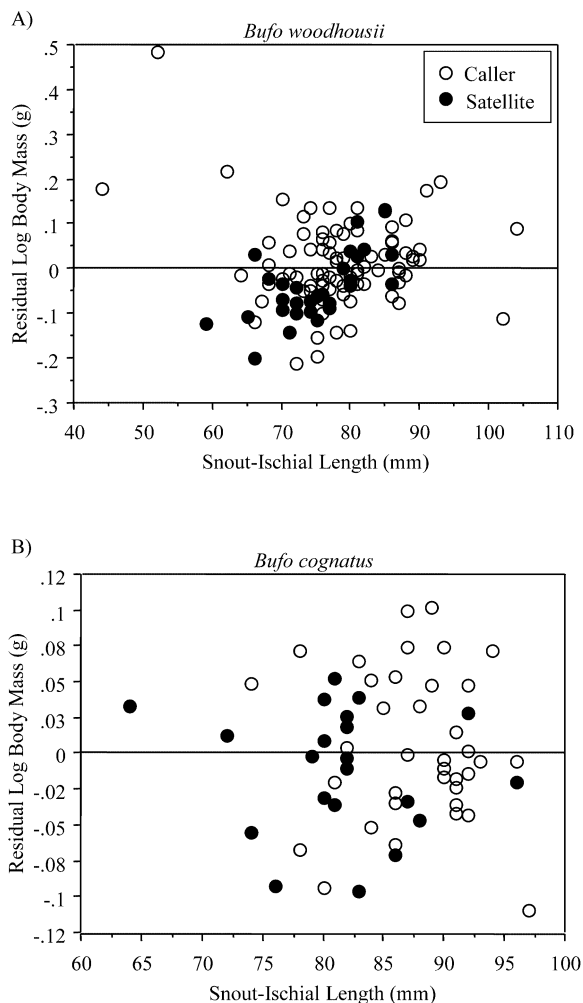 A)
Bufo woodhousii
.5
.4
.3
.2
.1
0
-.1
-.2
-.3
Residual Log Body Mass (g)
Caller
Satellite
40 50 60 70 80 90 100 110
Snout-Ischial Length (mm)
B)
Bufo cognatus
.12
.1
.08
.05
.03
0
-.02
-.05
-.08
-.1
-.12
Residual Log Body Mass (g)
60 65 70 75 80 85 90 95 100
Snout-Ischial Length (mm)